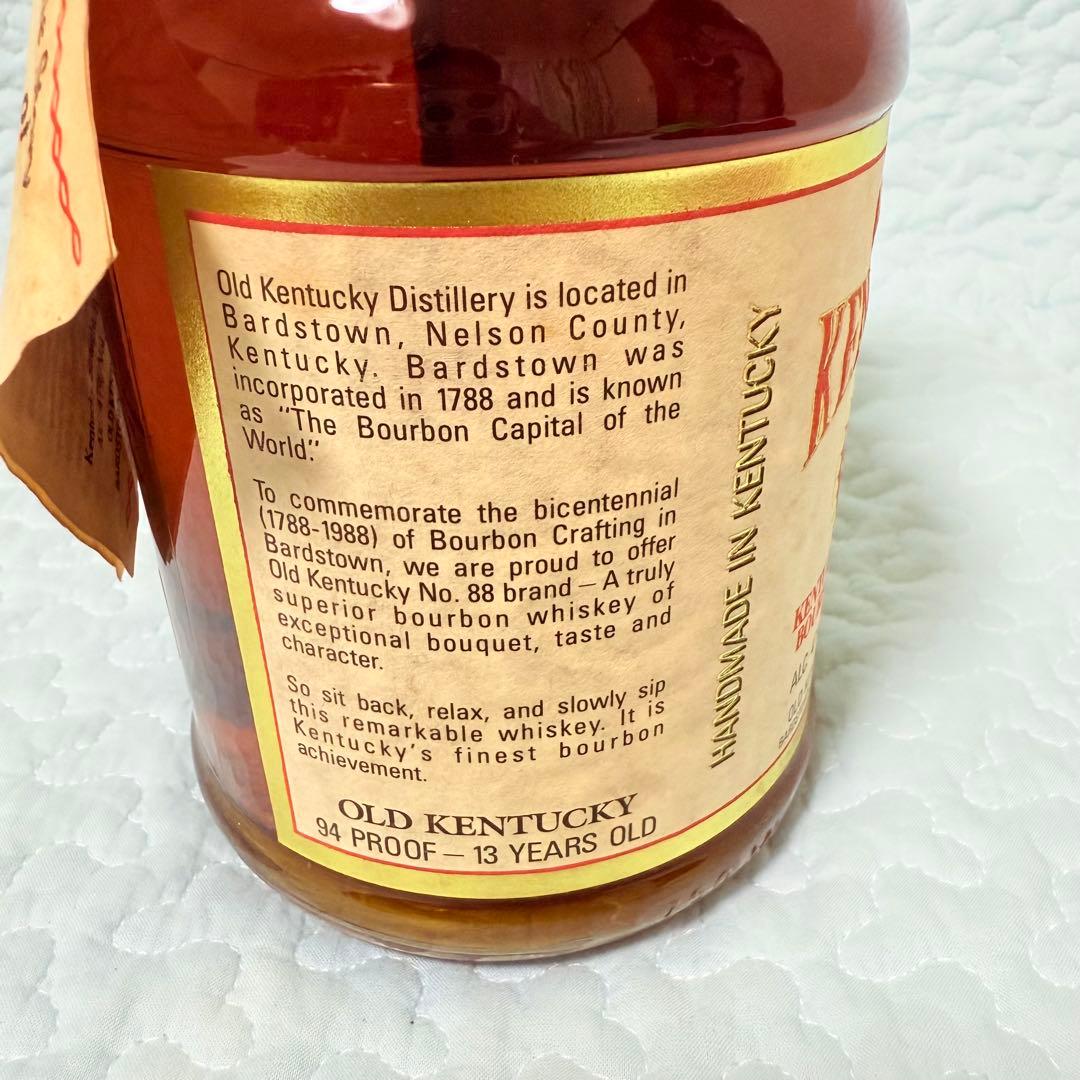 Old Kentucky Distillery is located in
Bardstown, Nelson County,
Kentucky. Bardstown was
incorporated in 1788 and is known
as "The Bourbon Capital of the
World."
To commemorate the bicentennial
(1788-1988) of Bourbon Crafting in
Bardstown, we are proud to offer
Old Kentucky No. 88 brand – A truly
superior bourbon whiskey of
exceptional bouquet, taste and
character.
So sit back, relax, and slowly sip
this remarkable whiskey. It is
Kentucky's finest bourbon
achievement.
OLD KENTUCKY
94 PROOF – 13 YEARS OLD
HANDMADE IN KENTUCKY